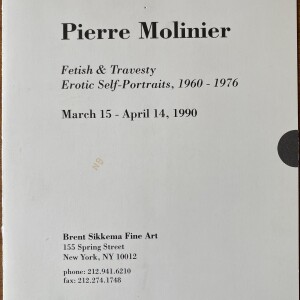 Pierre Molinier
Fetish & Travesty
Erotic Self-Portraits, 1960 - 1976
March 15 - April 14, 1990
Brent Sikkema Fine Art
155 Spring Street
New York, NY 10012
phone: 212.941.6210
fax: 212.274.1748